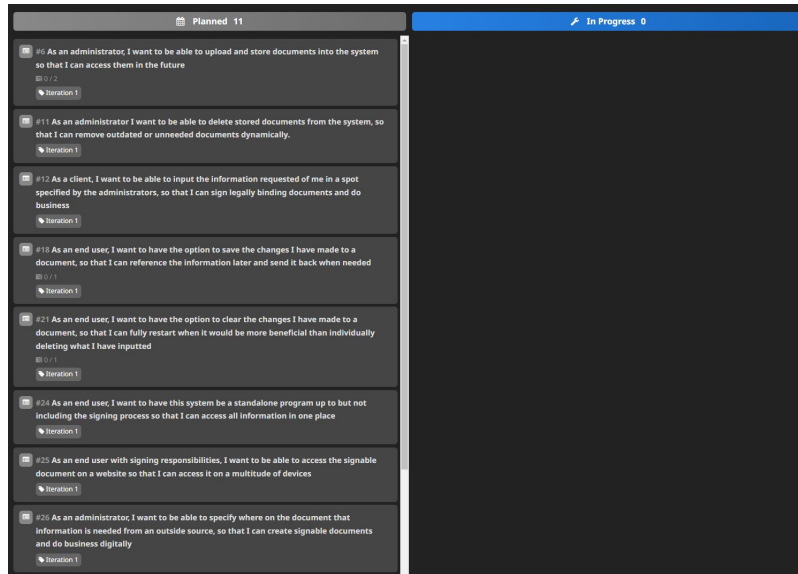 Planned 11
In Progress 0
#6 As an administrator, I want to be able to upload and store documents into the system
so that I can access them in the future
0 / 2
Iteration 1
#11 As an administrator I want to be able to delete stored documents from the system, so
that I can remove outdated or unneeded documents dynamically.
Iteration 1
#12 As a client, I want to be able to input the information requested of me in a spot
specified by the administrators, so that I can sign legally binding documents and do
business
Iteration 1
#18 As an end user, I want to have the option to save the changes I have made to a
document, so that I can reference the information later and send it back when needed
0 / 1
Iteration 1
#21 As an end user, I want to have the option to clear the changes I have made to a
document, so that I can fully restart when it would be more beneficial than individually
deleting what I have inputted
0 / 1
Iteration 1
#24 As an end user, I want to have this system be a standalone program up to but not
including the signing process so that I can access all information in one place
Iteration 1
#25 As an end user with signing responsibilities, I want to be able to access the signable
document on a website so that I can access it on a multitude of devices
Iteration 1
#26 As an administrator, I want to be able to specify where on the document that
information is needed from an outside source, so that I can create signable documents
and do business digitally
Iteration 1